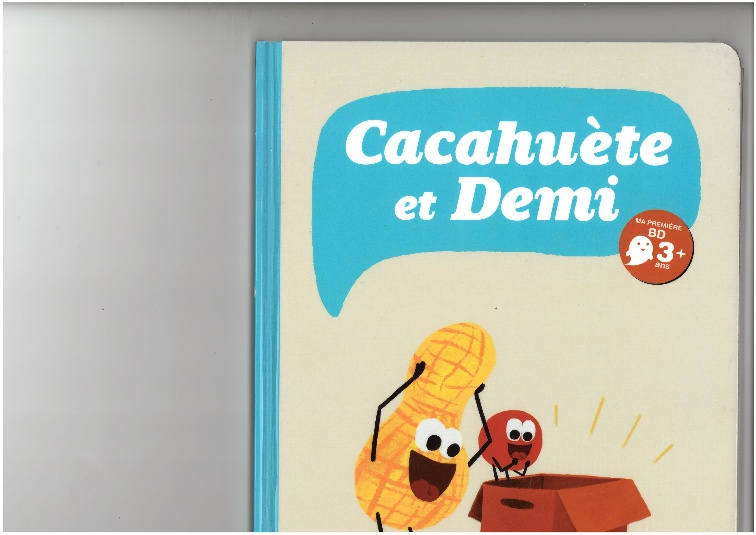 Cacahuète
et Demi
MA PREMIÈRE
BD
3+
ans